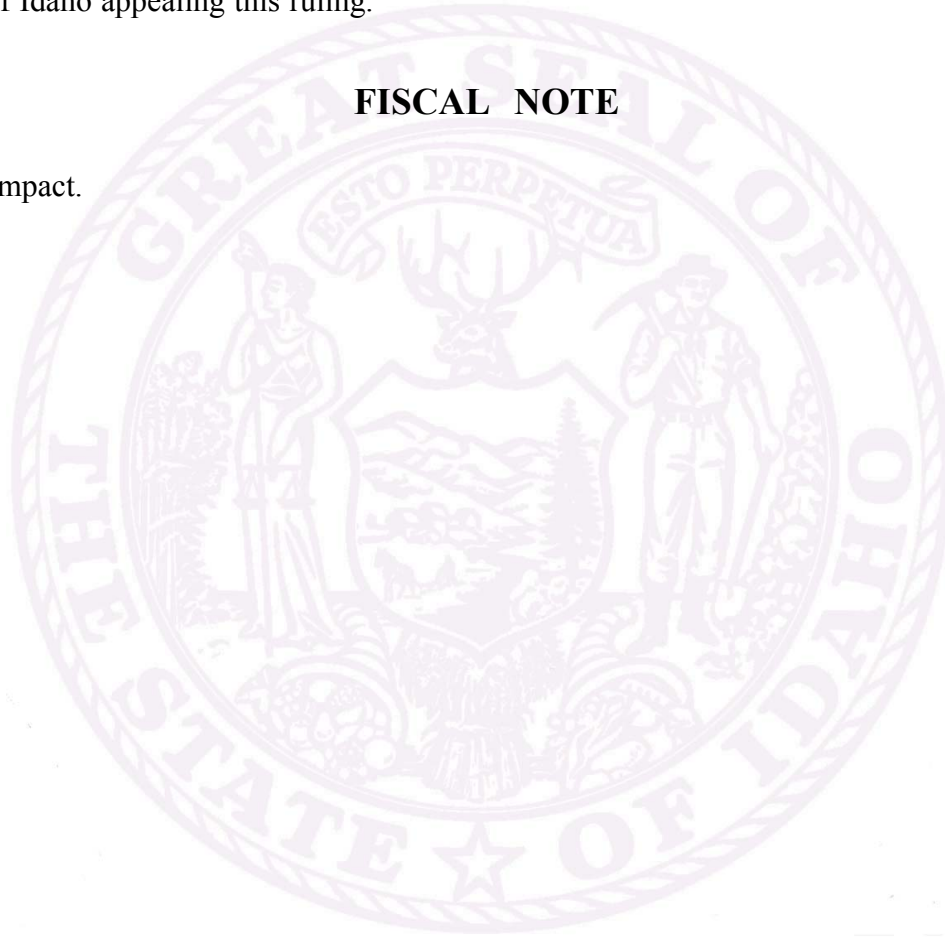 f Idaho appealing this ruling.
FISCAL NOTE
mpact.
GREAT SEAL OF
ESTO PERPETUA
THE STATE OF IDAHO